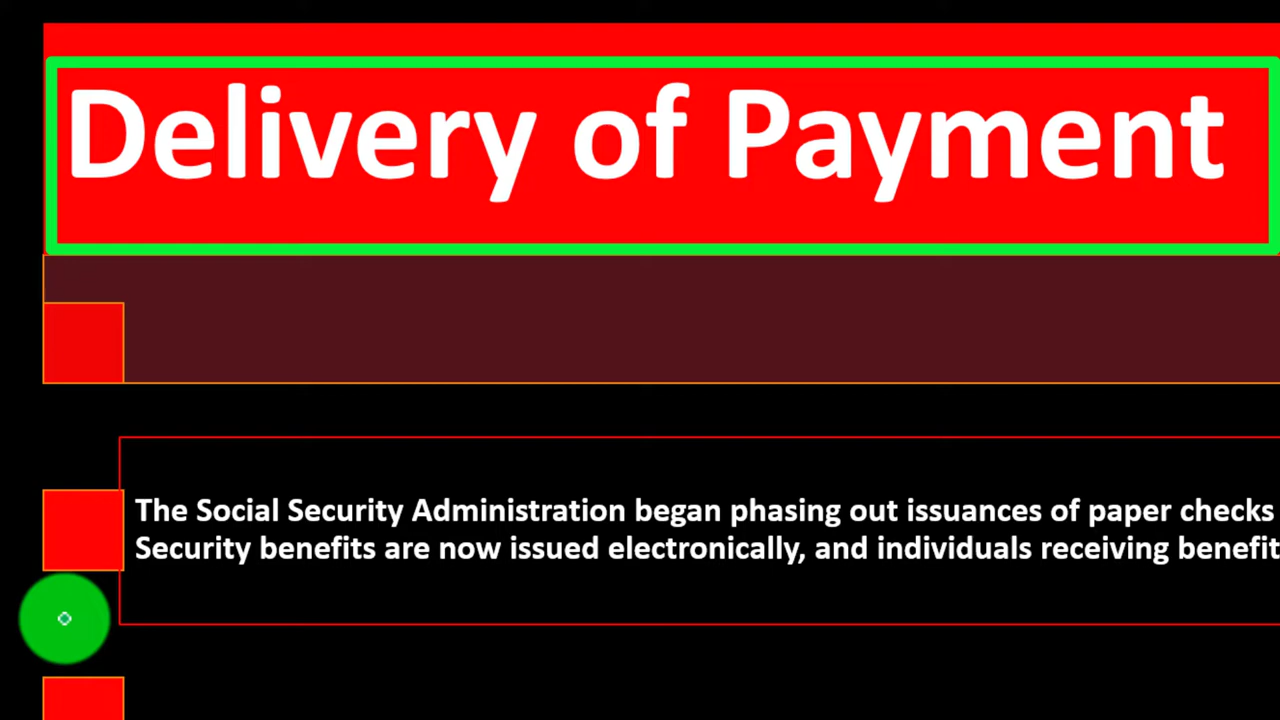 Delivery of Payment
The Social Security Administration began phasing out issuances of paper checks
Security benefits are now issued electronically, and individuals receiving benefit